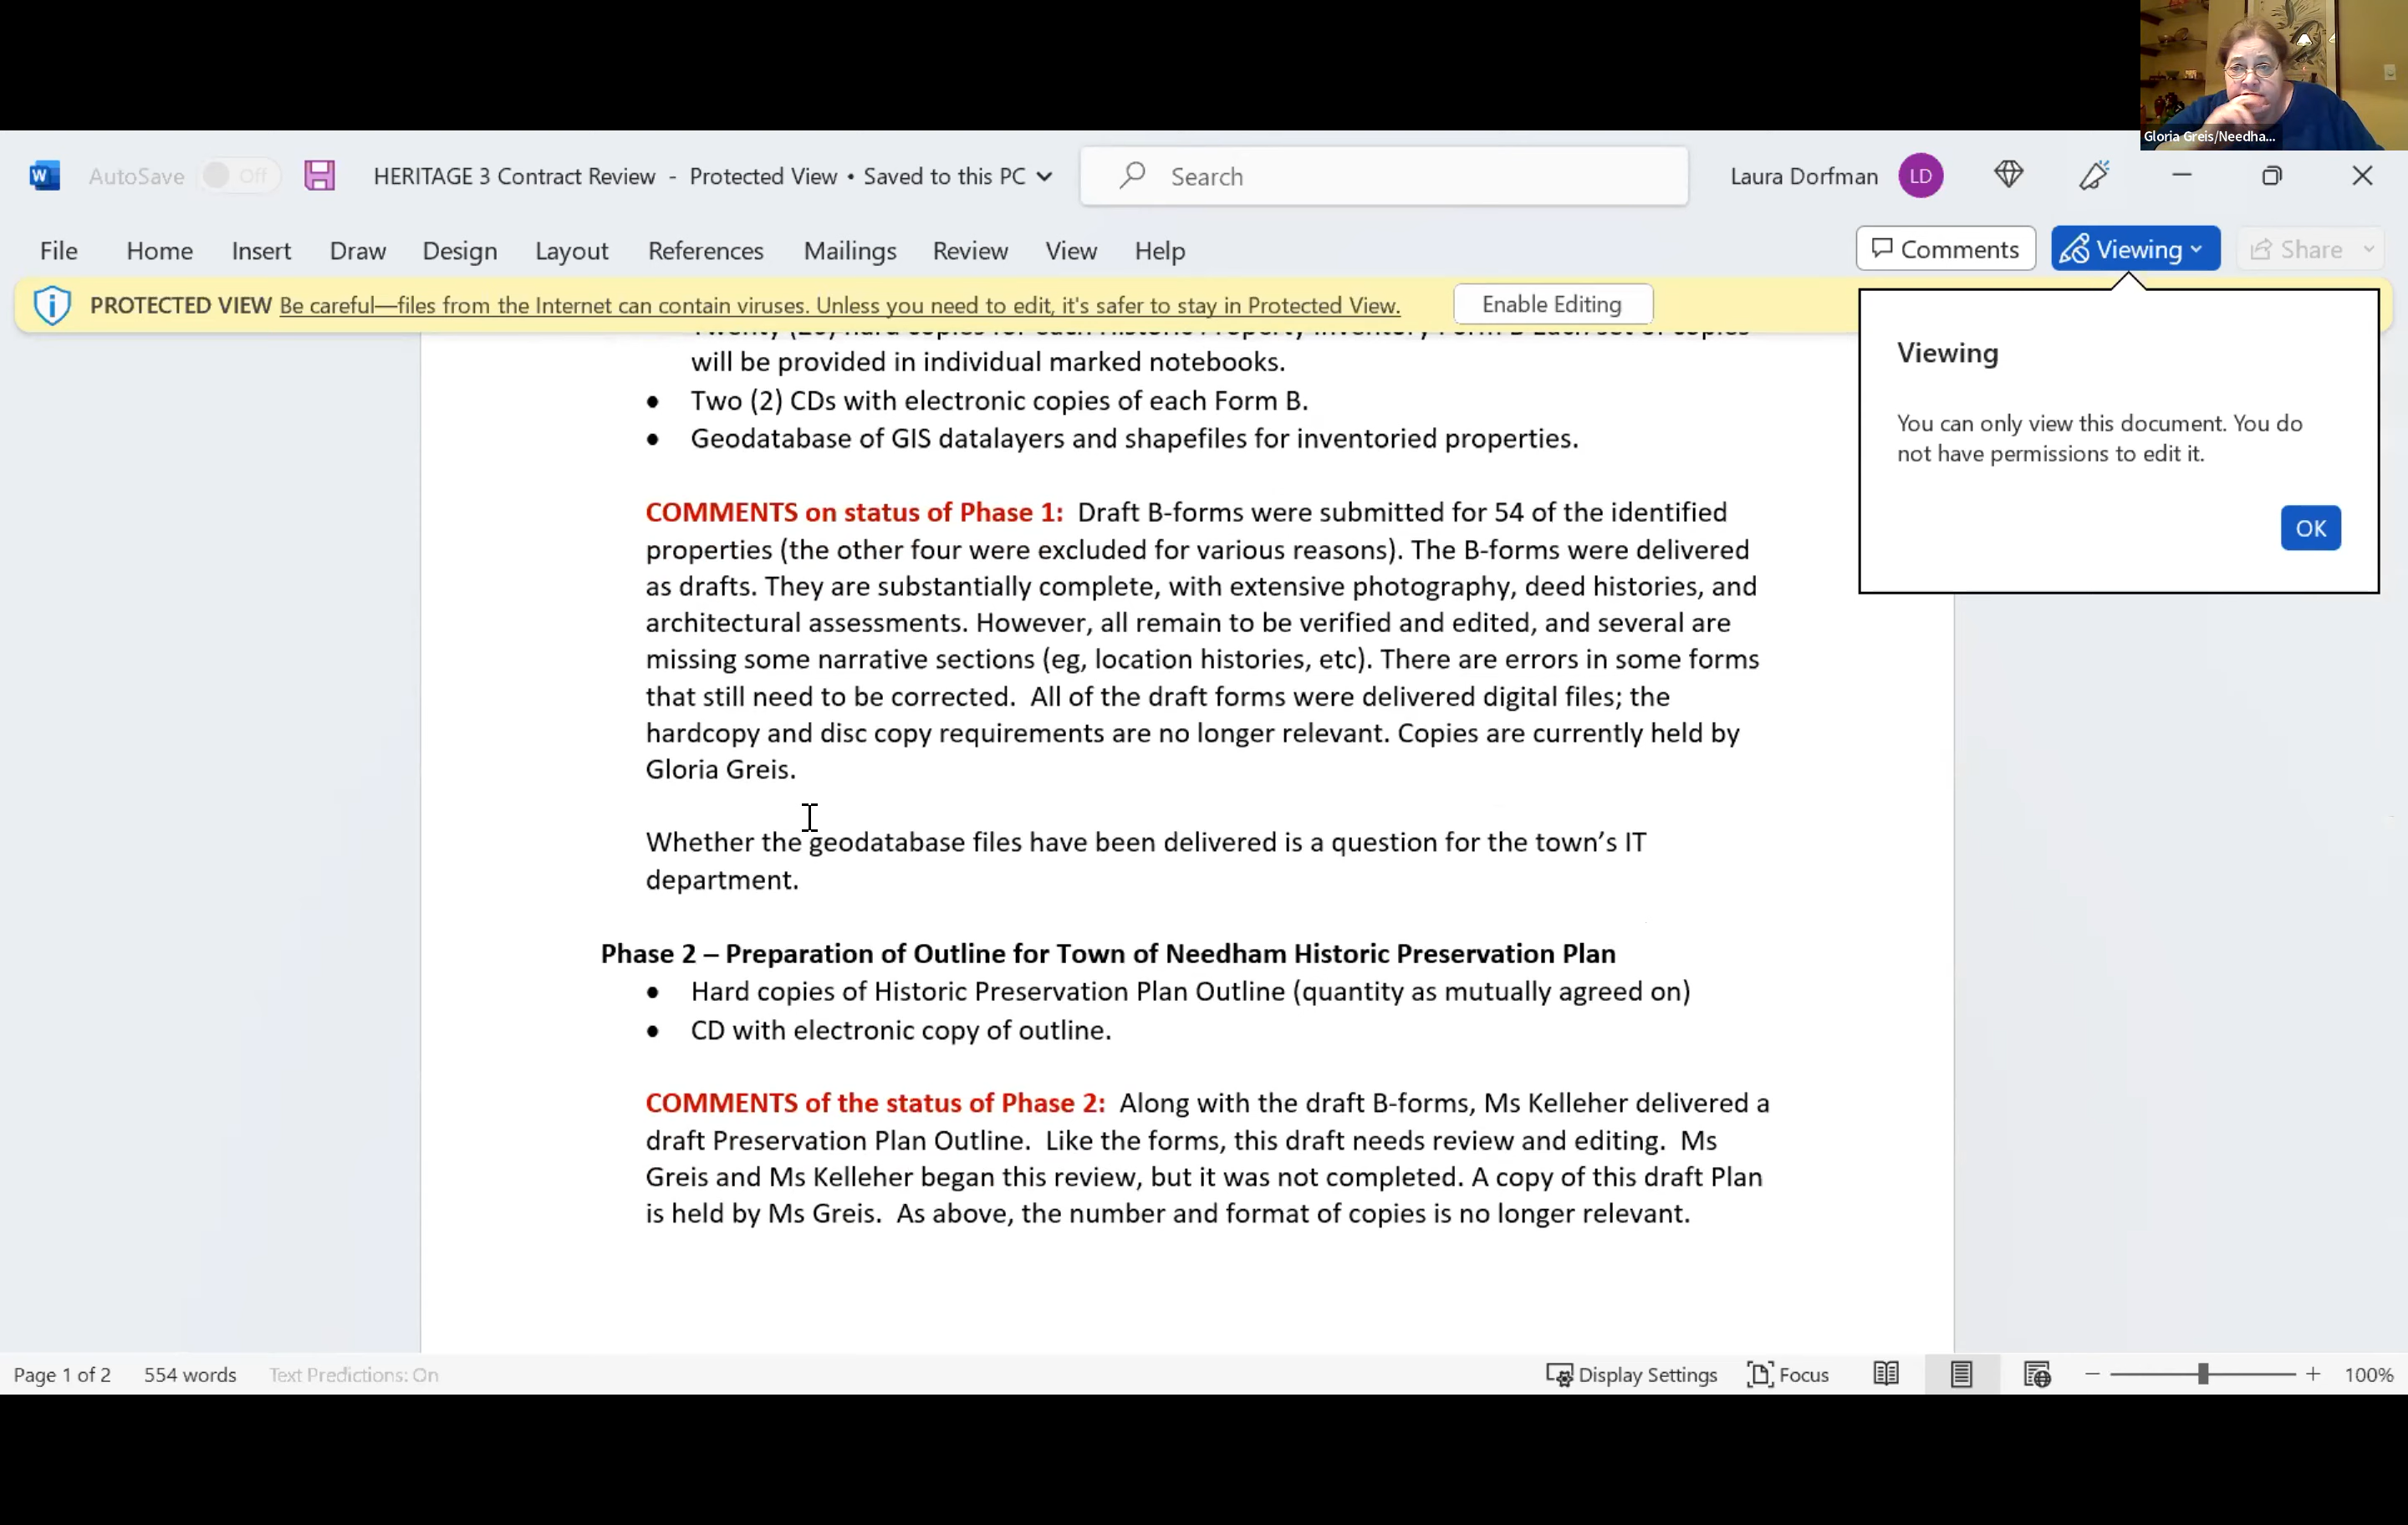 Gloria Greis/Needha...
AutoSave Off HERITAGE 3 Contract Review - Protected View • Saved to this PC Search Laura Dorfman LD
File Home Insert Draw Design Layout References Mailings Review View Help Comments Viewing Share
PROTECTED VIEW Be careful—files from the Internet can contain viruses. Unless you need to edit, it's safer to stay in Protected View. Enable Editing
Viewing
You can only view this document. You do
not have permissions to edit it.
OK
Twenty (20) hard copies for each Historic Property Inventory Form B Each set of copies
will be provided in individual marked notebooks.
• Two (2) CDs with electronic copies of each Form B.
• Geodatabase of GIS datalayers and shapefiles for inventoried properties.
COMMENTS on status of Phase 1: Draft B-forms were submitted for 54 of the identified
properties (the other four were excluded for various reasons). The B-forms were delivered
as drafts. They are substantially complete, with extensive photography, deed histories, and
architectural assessments. However, all remain to be verified and edited, and several are
missing some narrative sections (eg, location histories, etc). There are errors in some forms
that still need to be corrected. All of the draft forms were delivered digital files; the
hardcopy and disc copy requirements are no longer relevant. Copies are currently held by
Gloria Greis.
Whether the geodatabase files have been delivered is a question for the town’s IT
department.
Phase 2 – Preparation of Outline for Town of Needham Historic Preservation Plan
• Hard copies of Historic Preservation Plan Outline (quantity as mutually agreed on)
• CD with electronic copy of outline.
COMMENTS of the status of Phase 2: Along with the draft B-forms, Ms Kelleher delivered a
draft Preservation Plan Outline. Like the forms, this draft needs review and editing. Ms
Greis and Ms Kelleher began this review, but it was not completed. A copy of this draft Plan
is held by Ms Greis. As above, the number and format of copies is no longer relevant.
Page 1 of 2 554 words Text Predictions: On Display Settings Focus 100%